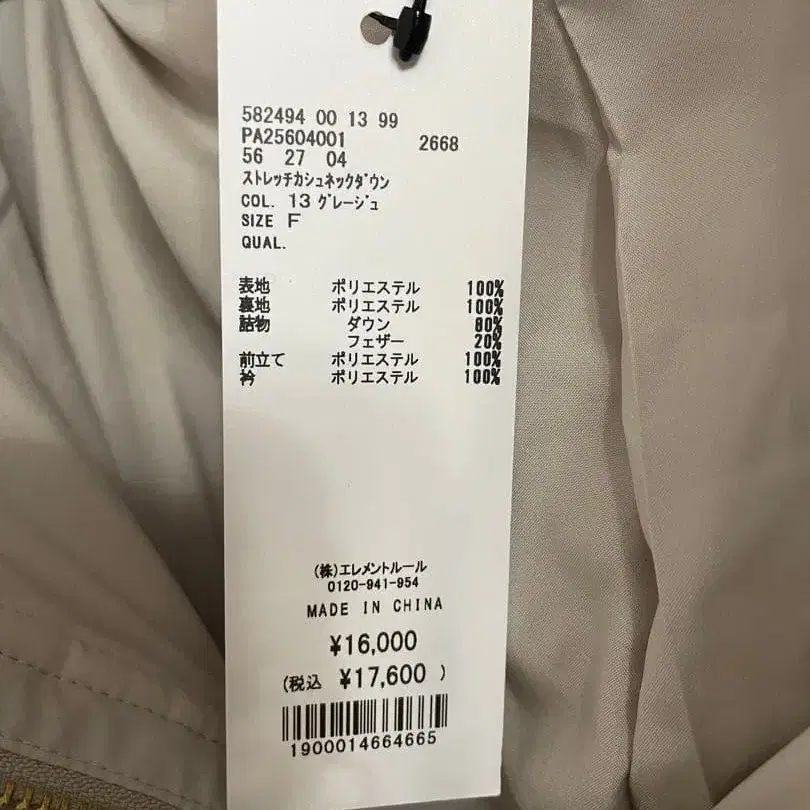 582494 00 13 99
PA25604001 2668
56 27 04
ｽﾄﾚｯﾁｶｼｭﾈｯｸﾀﾞｳﾝ
COL. 13 ｸﾞﾚｰｼﾞｭ
SIZE F
QUAL.
表地 ポリエステル 100%
裏地 ポリエステル 100%
詰物 ダウン 80%
フェザー 20%
前立て ポリエステル 100%
衿 ポリエステル 100%
(株)エレメントルール
0120-941-954
MADE IN CHINA
¥16,000
(税込 ¥17,600 )
1900014664665